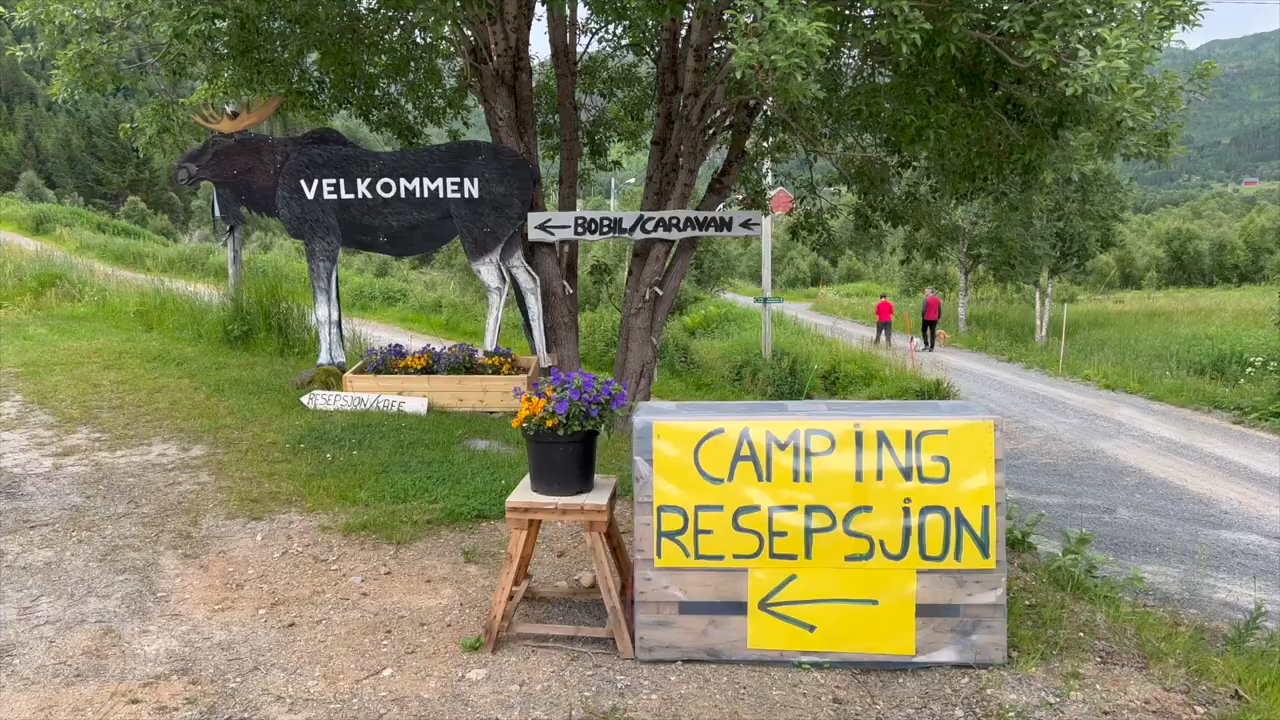 VELKOMMEN
BOBIL/CARAVAN
RESEPSJON/KAFE
CAMPING
RESEPSJON